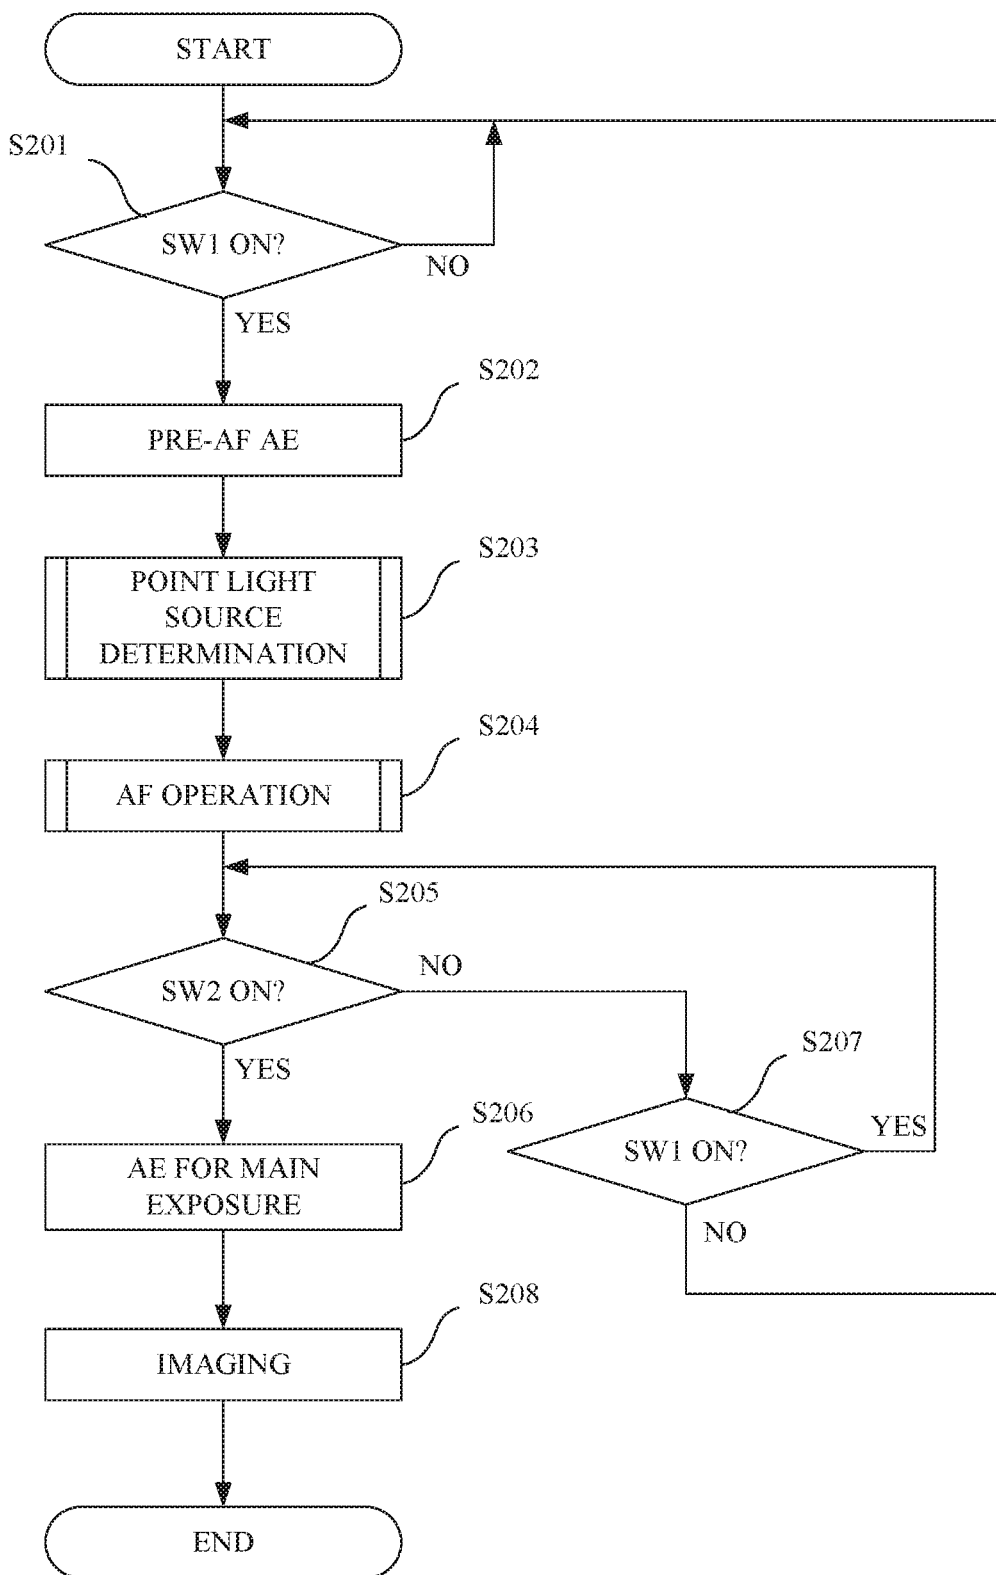 START
S201
SW1 ON?
NO
YES
S202
PRE-AF AE
S203
POINT LIGHT
SOURCE
DETERMINATION
S204
AF OPERATION
S205
SW2 ON?
NO
YES
S207
SW1 ON?
YES
NO
S206
AE FOR MAIN
EXPOSURE
S208
IMAGING
END